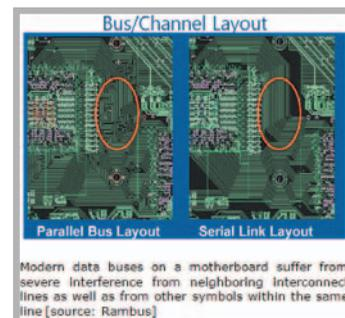 Bus/Channel Layout
Parallel Bus Layout
Serial Link Layout
Modern data buses on a motherboard suffer from
severe interference from neighboring interconnect
lines as well as from other symbols within the same
line [source: Rambus]